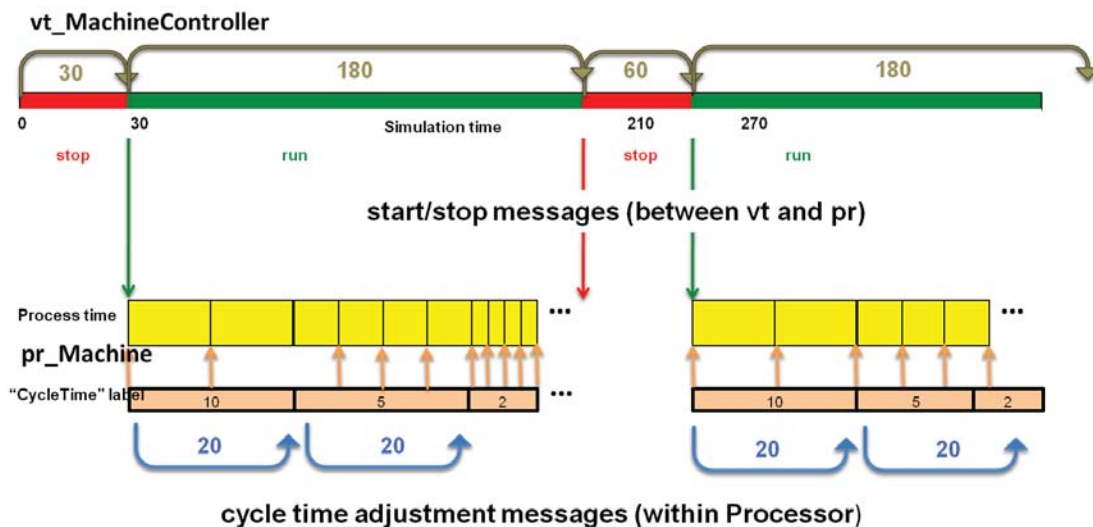 vt_MachineController
30 180 60 180
0 30 Simulation time 210 270
stop run stop run
start/stop messages (between vt and pr)
Process time ... ...
pr_Machine
"CycleTime" label 10 5 2 ... 10 5 2
20 20 20 20
cycle time adjustment messages (within Processor)